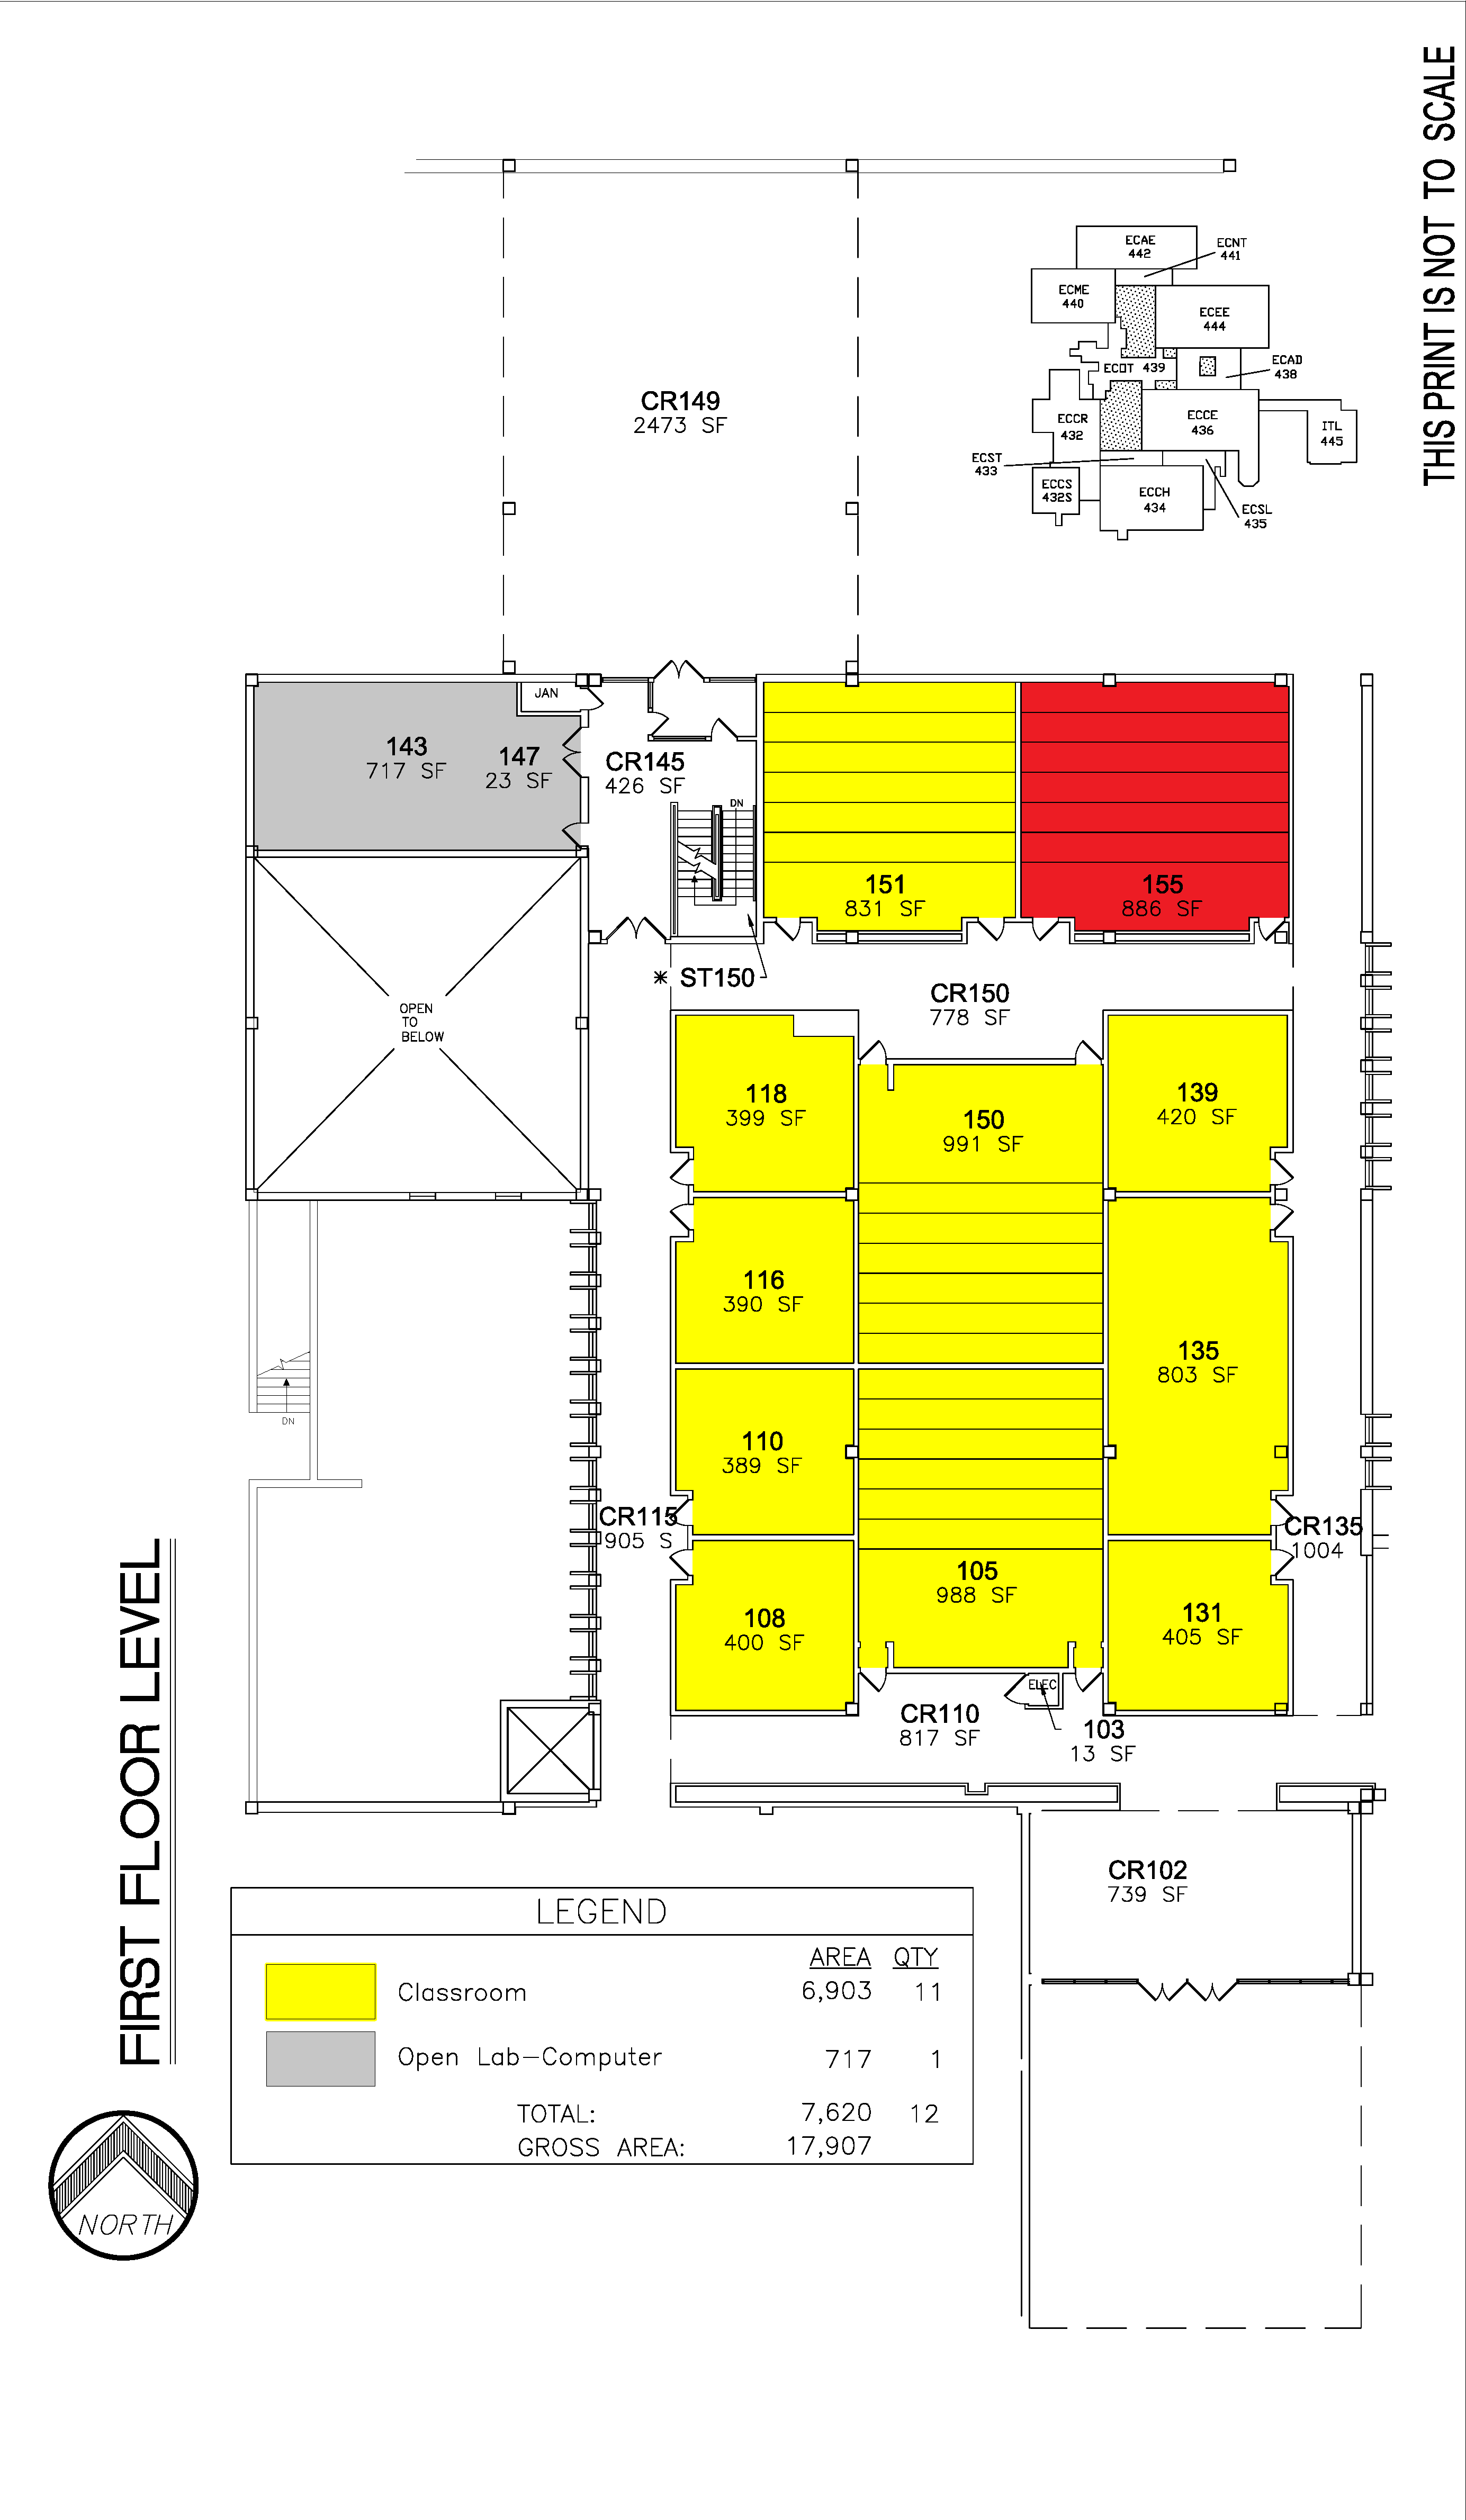 THIS PRINT IS NOT TO SCALE
ECAE
442
ECNT
441
ECME
440
ECEE
444
ECOT 439
ECAD
438
ECCR
432
ECCE
436
ITL
445
ECST
433
ECCS
432S
ECCH
434
ECSL
435
CR149
2473 SF
JAN
143
717 SF
147
23 SF
CR145
426 SF
DN
151
831 SF
155
886 SF
* ST150
CR150
778 SF
OPEN
TO
BELOW
118
399 SF
150
991 SF
139
420 SF
116
390 SF
135
803 SF
DN
110
389 SF
CR115
905 S
CR135
1004
105
988 SF
108
400 SF
131
405 SF
ELEC
CR110
817 SF
103
13 SF
CR102
739 SF
FIRST FLOOR LEVEL
LEGEND
AREA QTY
Classroom 6,903 11
Open Lab-Computer 717 1
TOTAL: 7,620 12
GROSS AREA: 17,907
NORTH